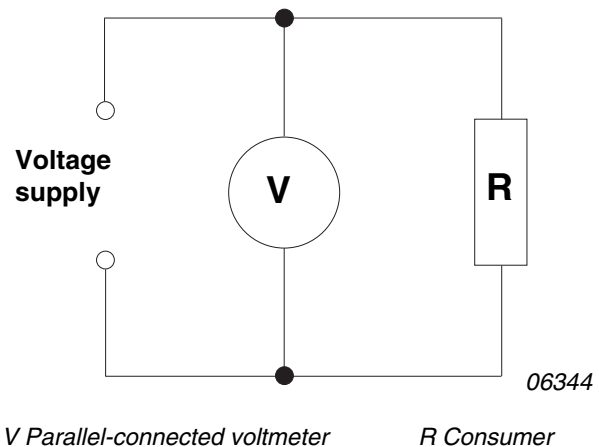 Voltage
supply
V
R
06344
V Parallel-connected voltmeter
R Consumer